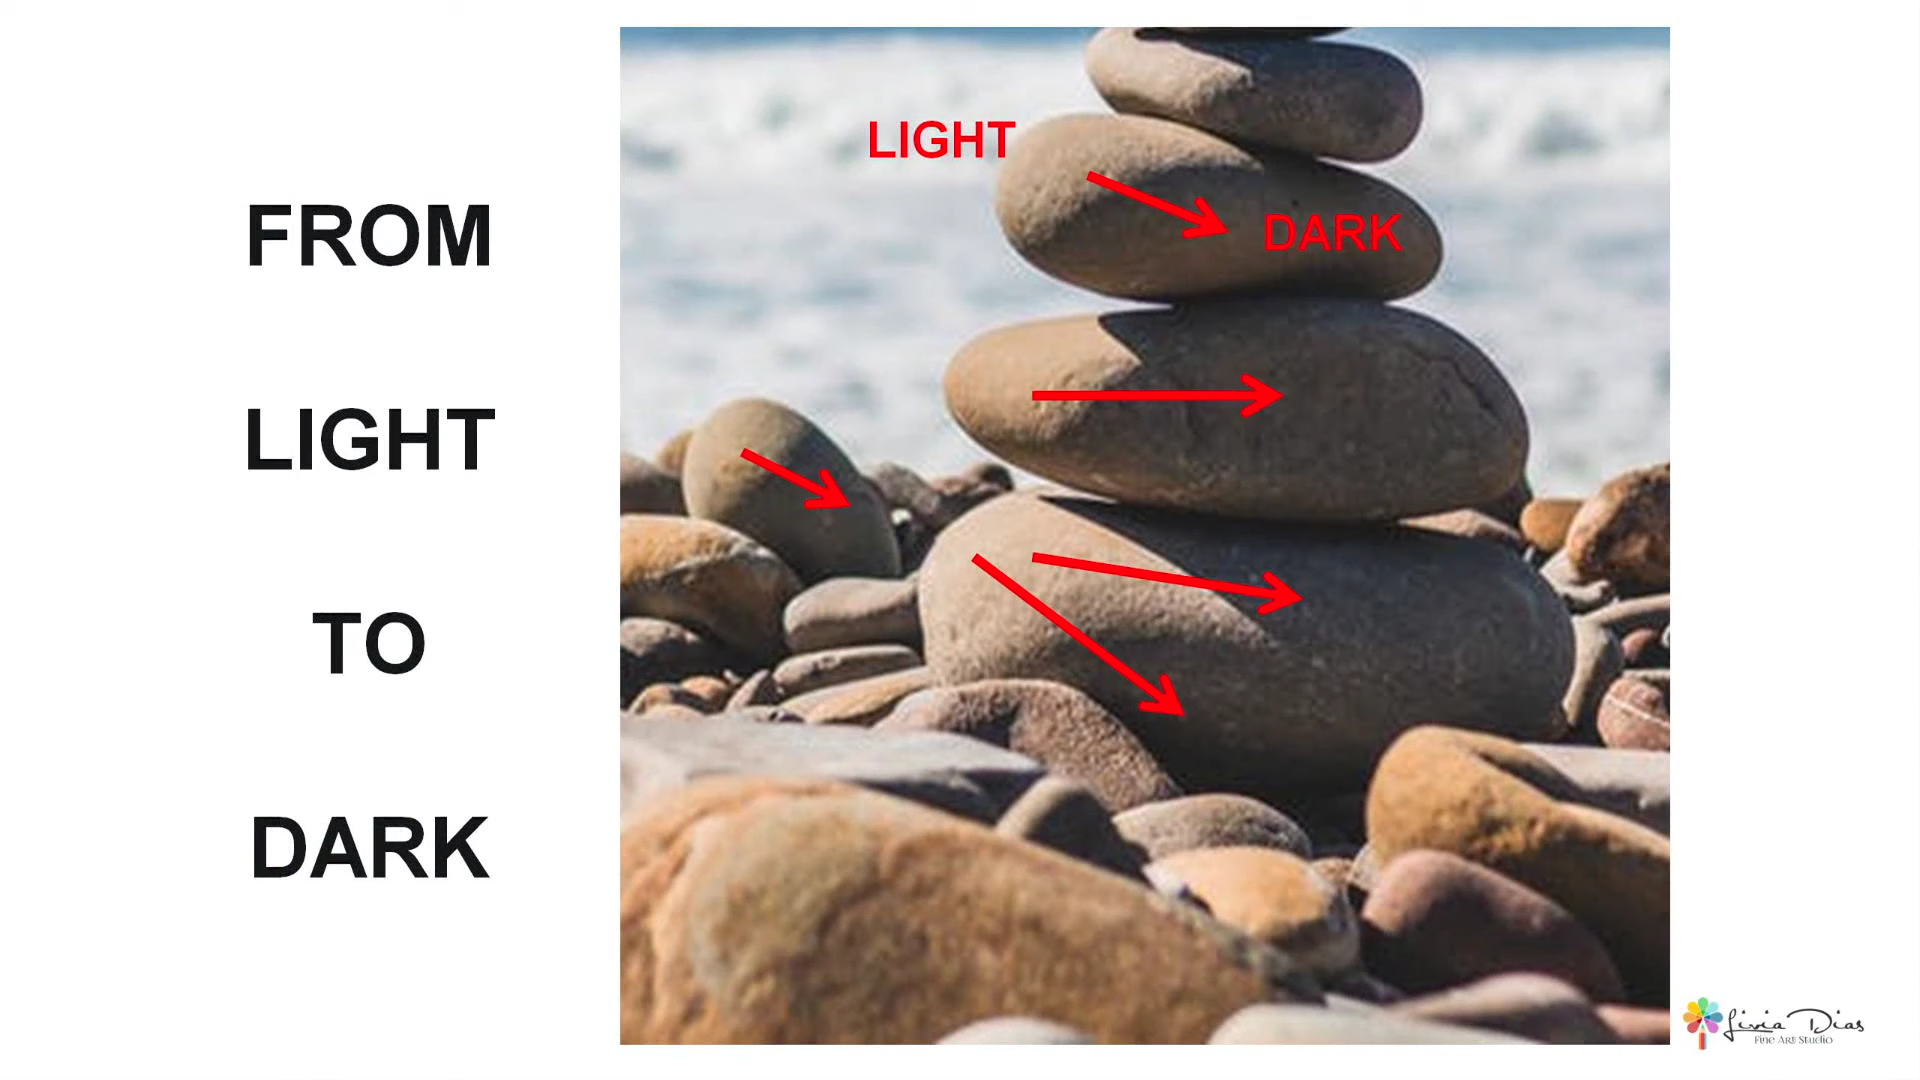 FROM
LIGHT
TO
DARK
LIGHT
DARK
Livia Dias
Fine Art Studio